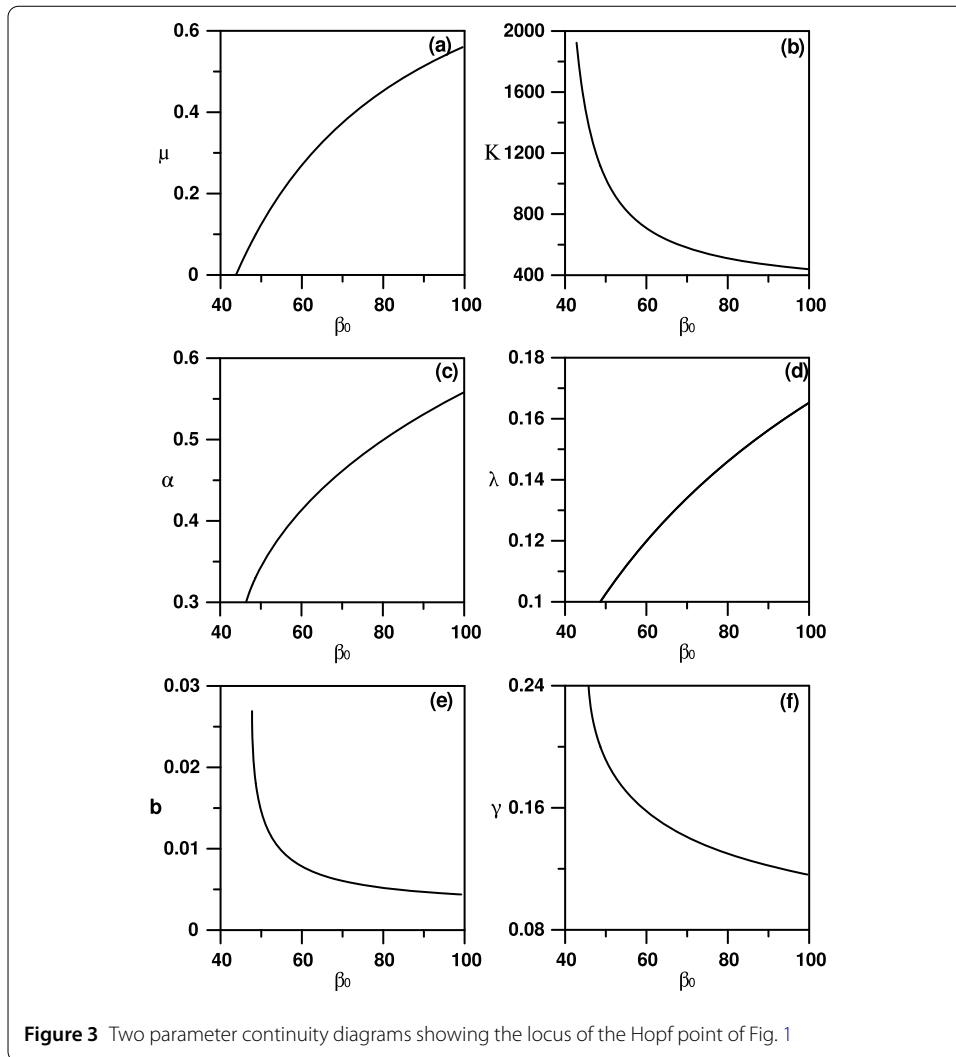 0.6
0.4
0.2
0
μ
(a)
40 60 80 100
β₀
2000
1600
1200
800
400
K
(b)
40 60 80 100
β₀
0.6
0.5
0.4
0.3
α
(c)
40 60 80 100
β₀
0.18
0.16
0.14
0.12
0.1
λ
(d)
40 60 80 100
β₀
0.03
0.02
0.01
0
b
(e)
40 60 80 100
β₀
0.24
0.16
0.08
γ
(f)
40 60 80 100
β₀
Figure 3 Two parameter continuity diagrams showing the locus of the Hopf point of Fig. 1